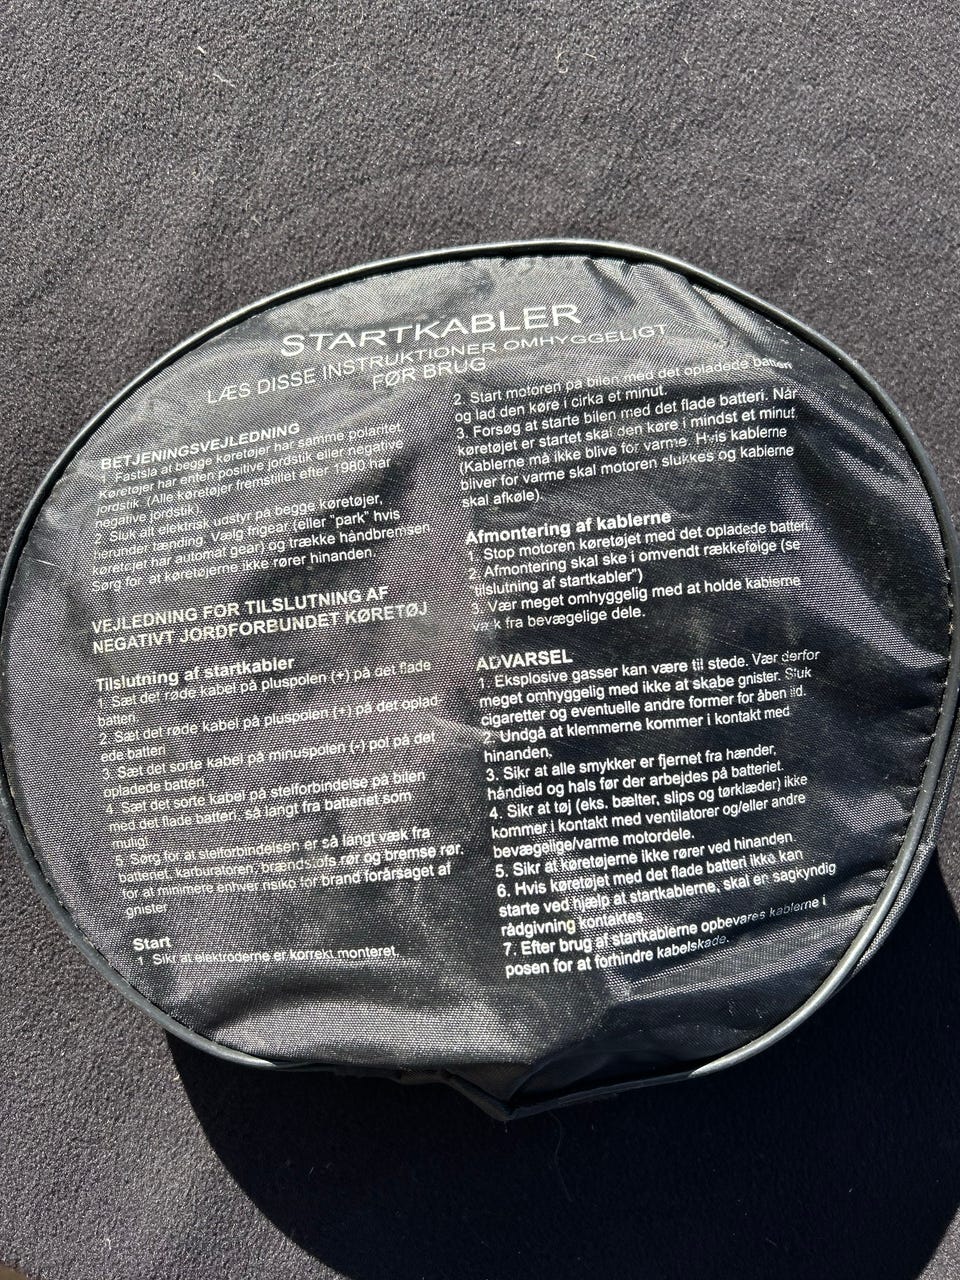 STARTKABLER
LÆS DISSE INSTRUKTIONER OMHYGGELIGT
FØR BRUG
BETJENINGSVEJLEDNING
1. Fastslå at begge køretøjer har samme polaritet
Køretøjer har enten positive jordstik eller negative
jordstik. (Alle køretøjer fremstillet efter 1980 har
negative jordstik).
2. Sluk alt elektrisk udstyr på begge køretøjer,
herunder tænding. Vælg frigear (eller "park" hvis
køretøjer har automat gear) og trække håndbremsen.
Sørg for at køretøjerne ikke rører hinanden.
VEJLEDNING FOR TILSLUTNING AF
NEGATIVT JORDFORBUNDET KØRETØJ
Tilslutning af startkabler
1. Sæt det røde kabel på pluspolen (+) på det flade
batteri.
2. Sæt det røde kabel på pluspolen (+) på det oplad-
ede batteri
3. Sæt det sorte kabel på minuspolen (-) pol på det
opladede batteri.
4. Sæt det sorte kabel på stelforbindelse på bilen
med det flade batteri, så langt fra batteriet som
muligt
5. Sørg for at stelforbindelsen er så langt væk fra
batteriet, karburatoren, brændstofs rør og bremse rør.
for at minimere enhver risiko for brand forårsaget af
gnister
Start
1. Sikr at elektroderne er korrekt monteret.
2. Start motoren på bilen med det opladede batteri
og lad den køre i cirka et minut.
3. Forsøg at starte bilen med det flade batteri. Når
køretøjet er startet skal den køre i mindst et minut
(Kablerne må ikke blive for varme. Hvis kablerne
bliver for varme skal motoren slukkes og kablerne
skal afkøle).
Afmontering af kablerne
1. Stop motoren køretøjet med det opladede batteri.
2. Afmontering skal ske i omvendt rækkefølge (se
tilslutning af startkabler")
3. Vær meget omhyggelig med at holde kablerne
væk fra bevægelige dele.
ADVARSEL
1. Eksplosive gasser kan være til stede. Vær derfor
meget omhyggelig med ikke at skabe gnister. Sluk
cigaretter og eventuelle andre former for åben ild.
2. Undgå at klemmerne kommer i kontakt med
hinanden.
3. Sikr at alle smykker er fjernet fra hænder,
håndled og hals før der arbejdes på batteriet.
4. Sikr at tøj (eks. bælter, slips og tørklæder) ikke
kommer i kontakt med ventilatorer og/eller andre
bevægelige/varme motordele.
5. Sikr at køretøjerne ikke rører ved hinanden.
6. Hvis køretøjet med det flade batteri ikke kan
starte ved hjælp at startkablerne, skal en sagkyndig
rådgivning kontaktes
7. Efter brug af startkablerne opbevares kablerne i
posen for at forhindre kabelskade.